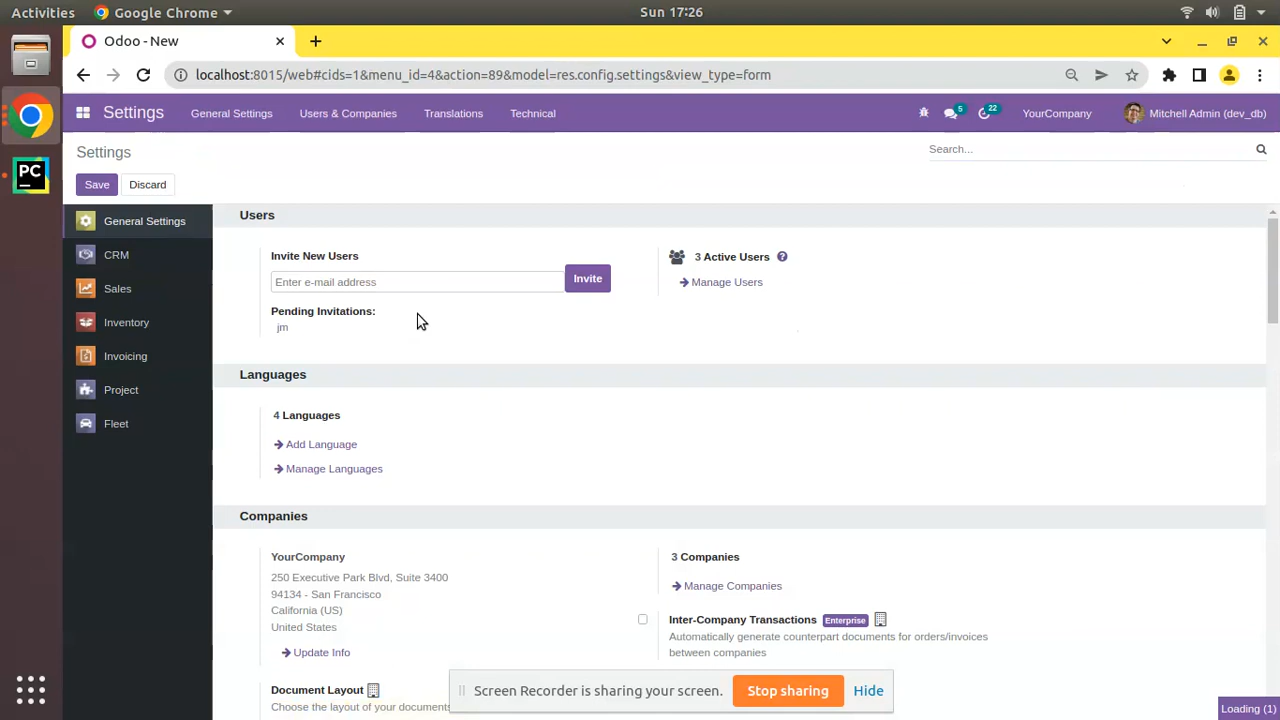 Activities
Google Chrome
Sun 17:26
Odoo - New
localhost:8015/web#cids=1&menu_id=4&action=89&model=res.config.settings&view_type=form
Settings
General Settings
Users & Companies
Translations
Technical
5
22
YourCompany
Mitchell Admin (dev_db)
Settings
Search...
Save
Discard
General Settings
CRM
Sales
Inventory
Invoicing
Project
Fleet
Users
Invite New Users
Enter e-mail address
Invite
Pending Invitations:
jm
3 Active Users
Manage Users
Languages
4 Languages
Add Language
Manage Languages
Companies
YourCompany
250 Executive Park Blvd, Suite 3400
94134 - San Francisco
California (US)
United States
Update Info
3 Companies
Manage Companies
Inter-Company Transactions Enterprise
Automatically generate counterpart documents for orders/invoices
between companies
Document Layout
Choose the layout of your documents
Screen Recorder is sharing your screen.
Stop sharing
Hide
Loading (1)
PC